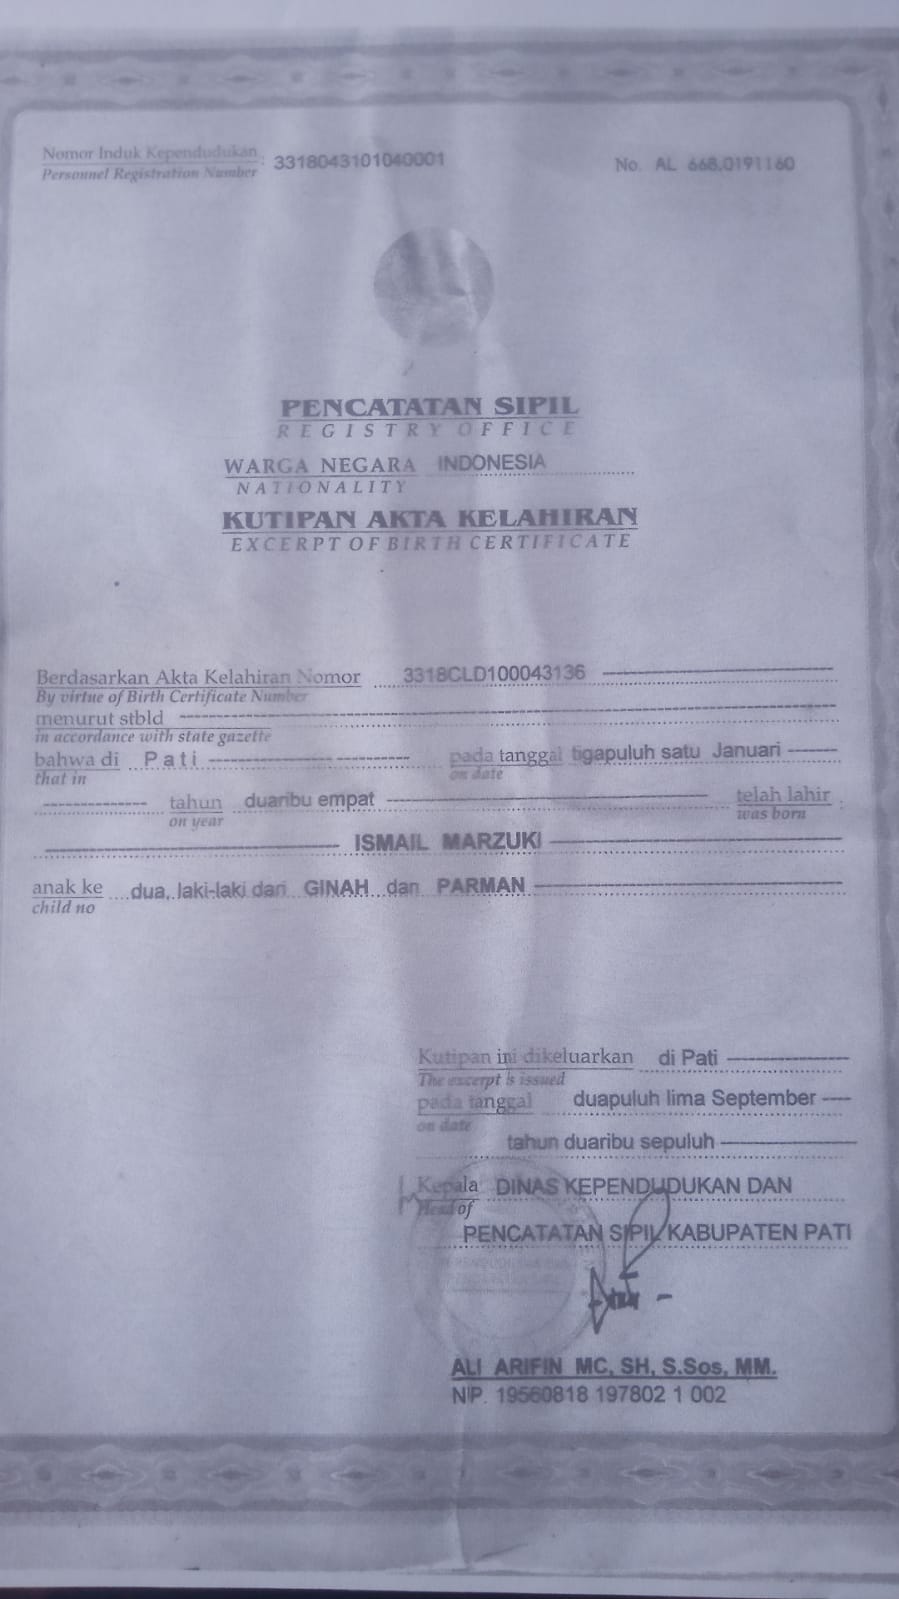 Nomor Induk Kependudukan : 3318043101040001 No. AL 668.0191160
Personnel Registration Number
PENCATATAN SIPIL
REGISTRY OFFICE
WARGA NEGARA INDONESIA
NATIONALITY
KUTIPAN AKTA KELAHIRAN
EXCERPT OF BIRTH CERTIFICATE
Berdasarkan Akta Kelahiran Nomor 3318CLD100043136
By virtue of Birth Certificate Number
menurut stbld
in accordance with state gazette
bahwa di Pati pada tanggal tigapuluh satu Januari
that in on date
tahun duaribu empat telah lahir
on year was born
ISMAIL MARZUKI
anak ke dua, laki-laki dari GINAH dan PARMAN
child no
Kutipan ini dikeluarkan di Pati
The excerpt is issued
pada tanggal duapuluh lima September
on date
tahun duaribu sepuluh
Kepala DINAS KEPENDUDUKAN DAN
Head of
PENCATATAN SIPIL KABUPATEN PATI
ALI ARIFIN MC, SH, S.Sos, MM.
NIP. 19560818 197802 1 002